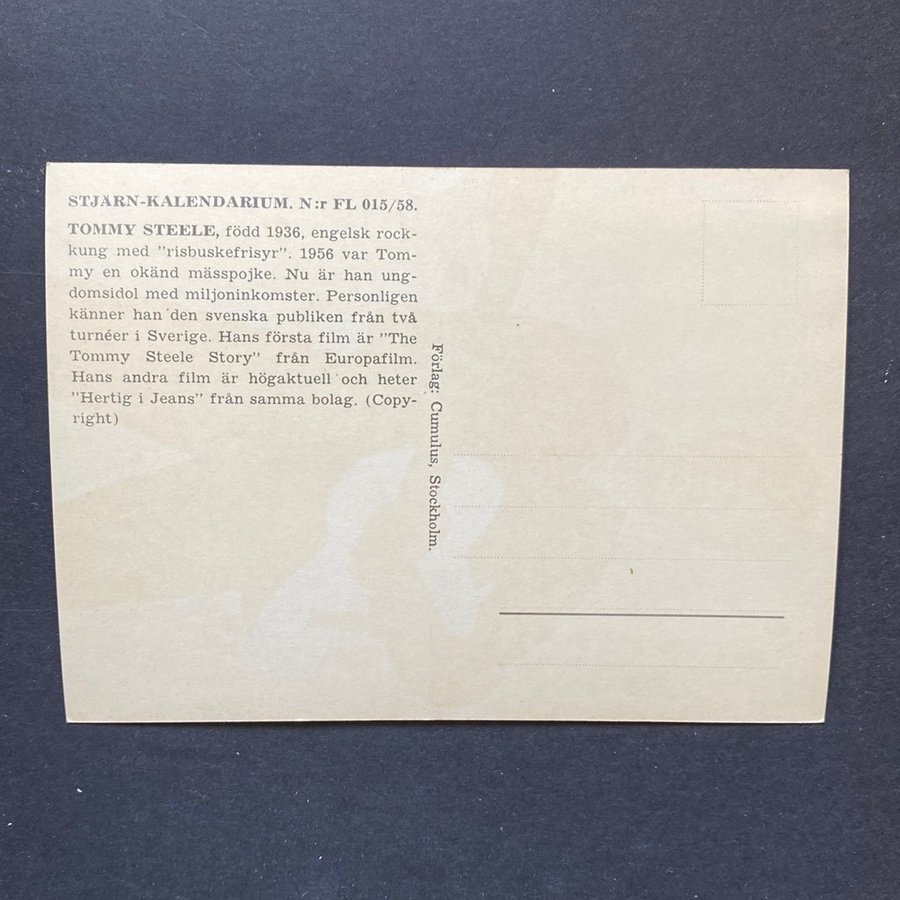 STJÄRN-KALENDARIUM. N:r FL 015/58.
TOMMY STEELE, född 1936, engelsk rock-
kung med ”risbuskefrisyr”. 1956 var Tom-
my en okänd mässpojke. Nu är han ung-
domsidol med miljoninkomster. Personligen
känner han den svenska publiken från två
turnéer i Sverige. Hans första film är ”The
Tommy Steele Story” från Europafilm.
Hans andra film är högaktuell och heter
”Hertig i Jeans” från samma bolag. (Copy-
right)
Förlag: Cumulus, Stockholm.